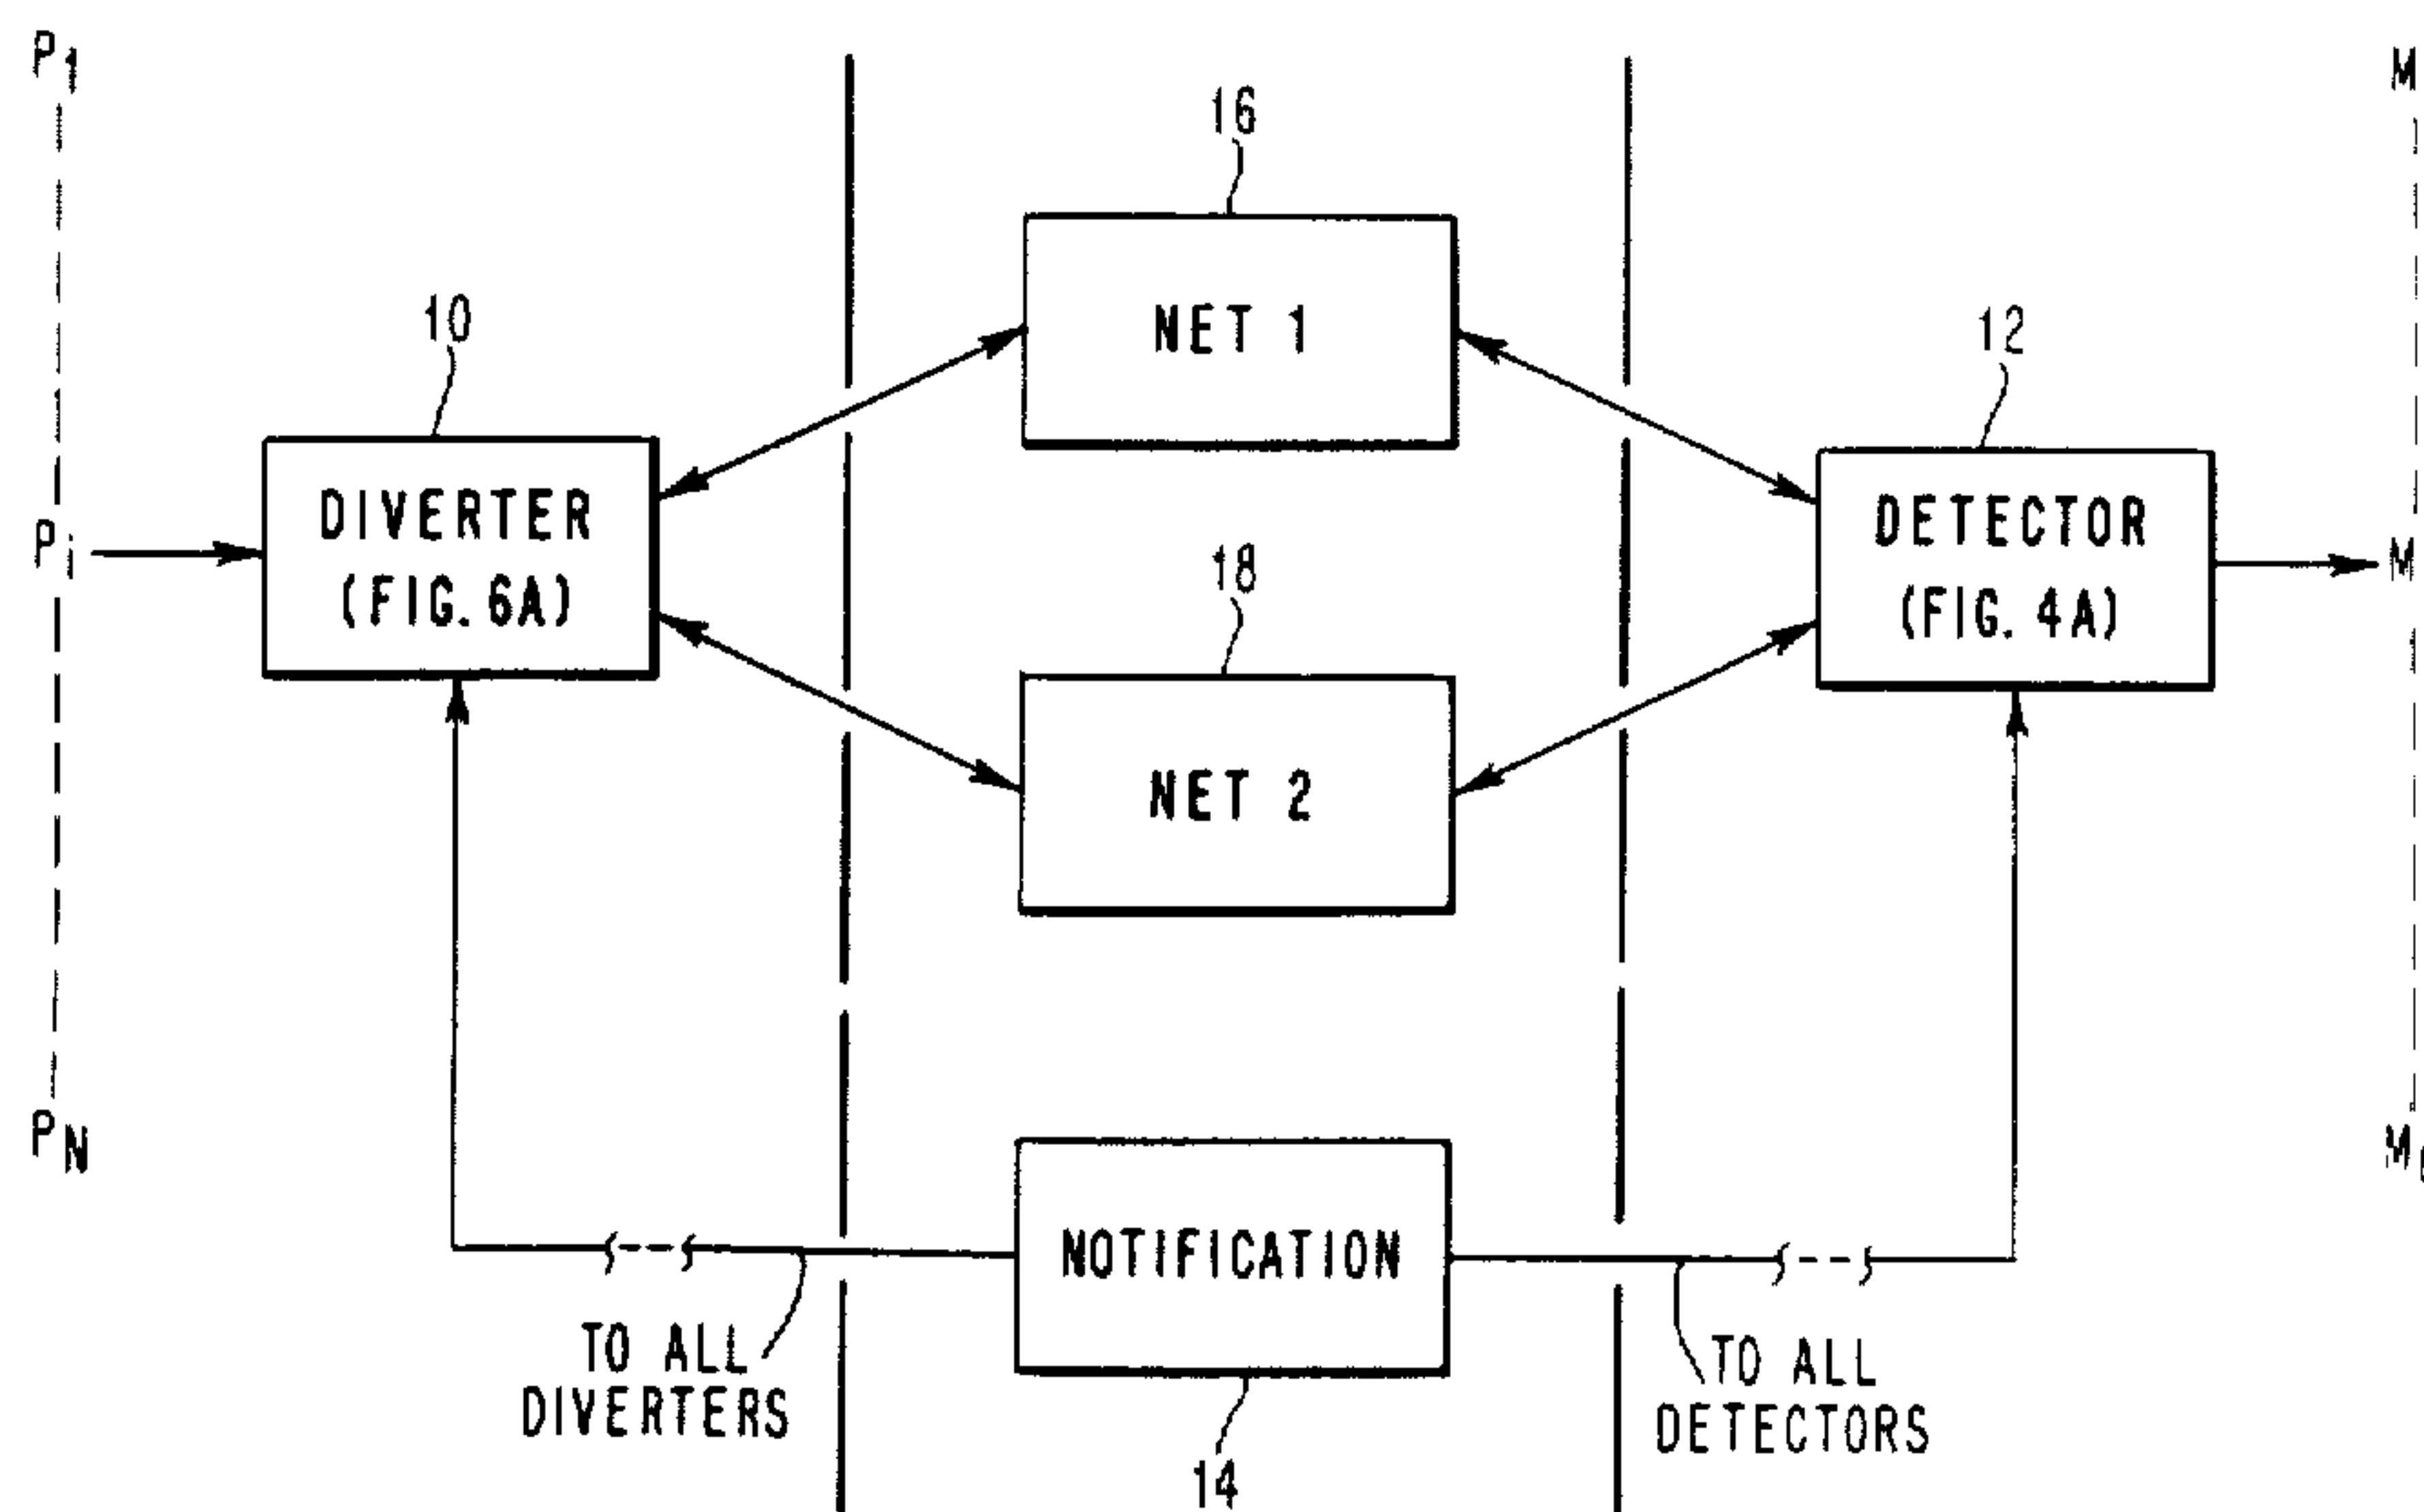 P1
M
16
10
12
NET 1
DIVERTER
(FIG. 6A)
DETECTOR
(FIG. 4A)
Pi
M
18
NET 2
PN
M
NOTIFICATION
TO ALL
DIVERTERS
TO ALL
DETECTORS
14